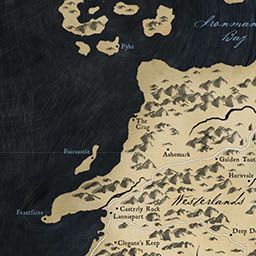 Ironman
Bay
Pyke
The
Crag
Faircastle
Ashemark
Golden Toot
Hornvale
Westerlands
Feastfires
Casterly Rock
Lannisport
Deep D
Clegane's Keep